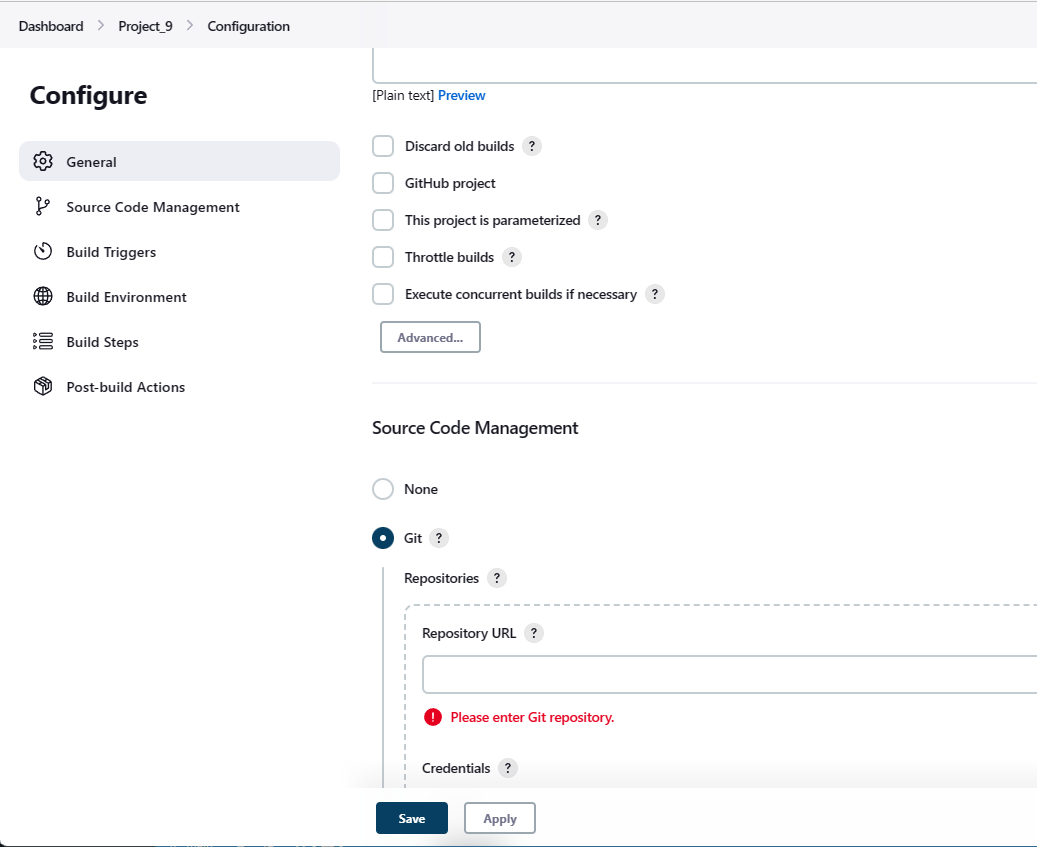 Dashboard > Project_9 > Configuration
Configure
General
Source Code Management
Build Triggers
Build Environment
Build Steps
Post-build Actions
[Plain text] Preview
Discard old builds ?
GitHub project
This project is parameterized ?
Throttle builds ?
Execute concurrent builds if necessary ?
Advanced...
Source Code Management
None
Git ?
Repositories ?
Repository URL ?
! Please enter Git repository.
Credentials ?
Save Apply